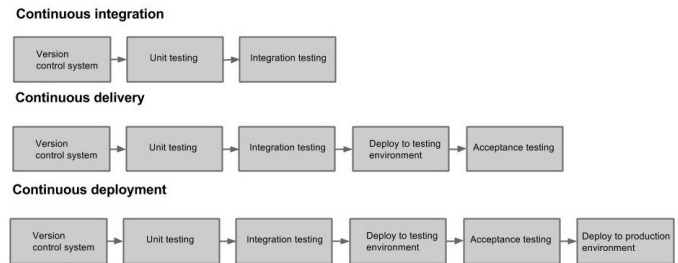 Continuous integration
Version
control system
Unit testing
Integration testing
Continuous delivery
Version
control system
Unit testing
Integration testing
Deploy to testing
environment
Acceptance testing
Continuous deployment
Version
control system
Unit testing
Integration testing
Deploy to testing
environment
Acceptance testing
Deploy to production
environment